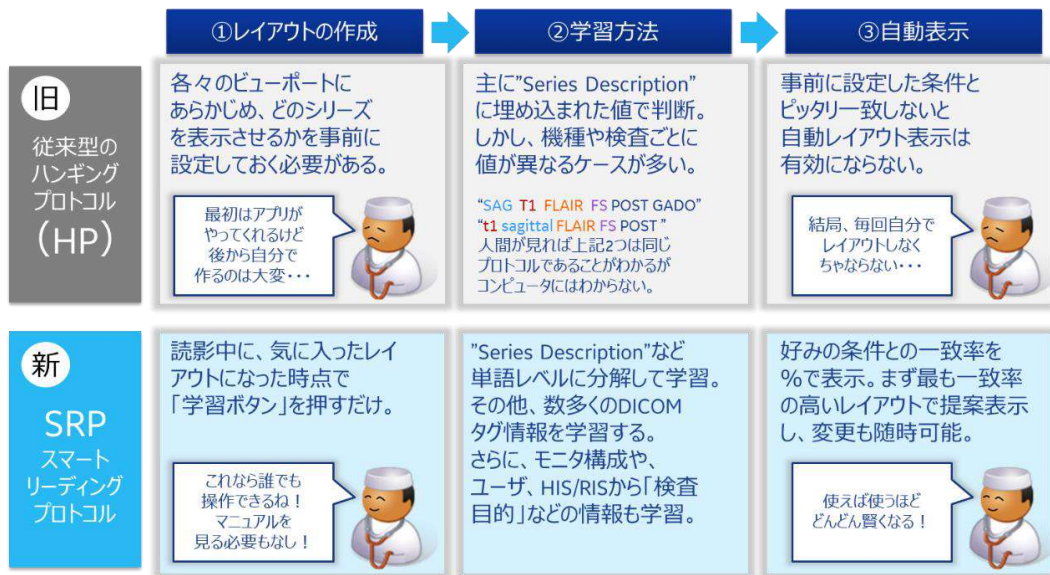 ①レイアウトの作成
②学習方法
③自動表示
旧
従来型の
ハンギング
プロトコル
（HP）
各々のビューポートに
あらかじめ、どのシリーズ
を表示させるかを事前に
設定しておく必要がある。
最初はアプリが
やってくれるけど
後から自分で
作るのは大変・・・
主に"Series Description"
に埋め込まれた値で判断。
しかし、機種や検査ごとに
値が異なるケースが多い。
"SAG T1 FLAIR FS POST GADO"
"t1 sagittal FLAIR FS POST "
人間が見れば上記2つは同じ
プロトコルであることがわかるが
コンピュータにはわからない。
事前に設定した条件と
ピッタリ一致しないと
自動レイアウト表示は
有効にならない。
結局、毎回自分で
レイアウトしなく
ちゃならない・・・
新
SRP
スマート
リーディング
プロトコル
読影中に、気に入ったレイ
アウトになった時点で
「学習ボタン」を押すだけ。
これなら誰でも
操作できるね！
マニュアルを
見る必要もなし！
"Series Description"など
単語レベルに分解して学習。
その他、数多くのDICOM
タグ情報を学習する。
さらに、モニタ構成や、
ユーザ、HIS/RISから「検査
目的」などの情報も学習。
好みの条件との一致率を
%で表示。まず最も一致率
の高いレイアウトで提案表示
し、変更も随時可能。
使えば使うほど
どんどん賢くなる！